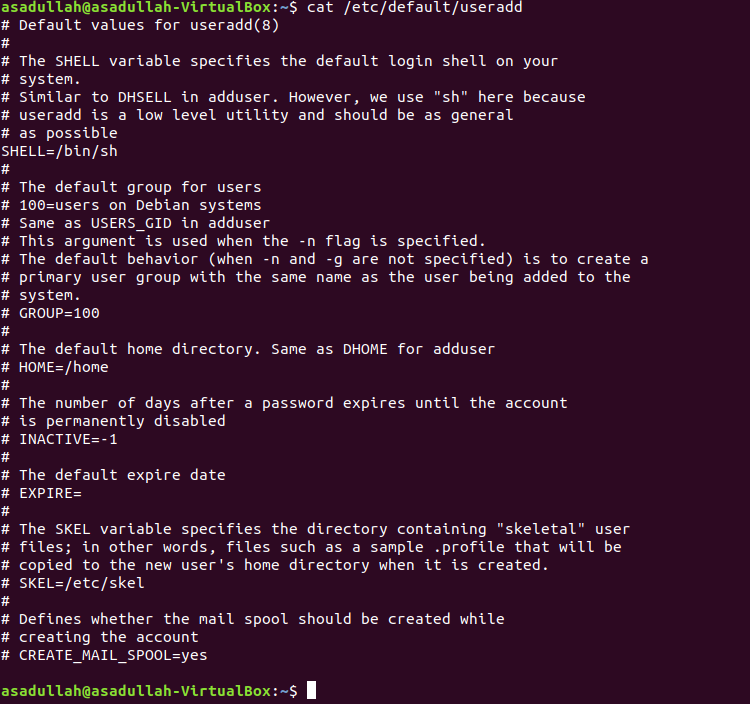 asadullah@asadullah-VirtualBox:~$ cat /etc/default/useradd
# Default values for useradd(8)
#
# The SHELL variable specifies the default login shell on your
# system.
# Similar to DHSELL in adduser. However, we use "sh" here because
# useradd is a low level utility and should be as general
# as possible
SHELL=/bin/sh
#
# The default group for users
# 100=users on Debian systems
# Same as USERS_GID in adduser
# This argument is used when the -n flag is specified.
# The default behavior (when -n and -g are not specified) is to create a
# primary user group with the same name as the user being added to the
# system.
# GROUP=100
#
# The default home directory. Same as DHOME for adduser
# HOME=/home
#
# The number of days after a password expires until the account
# is permanently disabled
# INACTIVE=-1
#
# The default expire date
# EXPIRE=
#
# The SKEL variable specifies the directory containing "skeletal" user
# files; in other words, files such as a sample .profile that will be
# copied to the new user's home directory when it is created.
# SKEL=/etc/skel
#
# Defines whether the mail spool should be created while
# creating the account
# CREATE_MAIL_SPOOL=yes
asadullah@asadullah-VirtualBox:~$